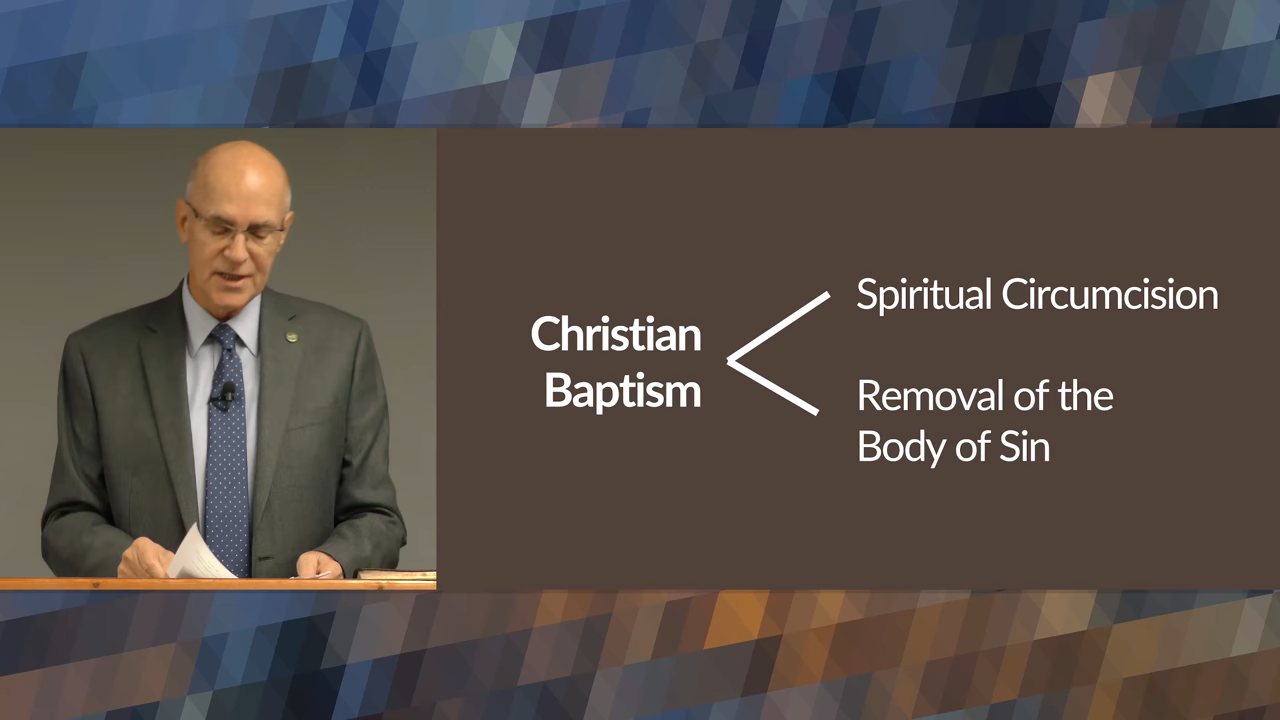 Christian
Baptism
Spiritual Circumcision
Removal of the
Body of Sin